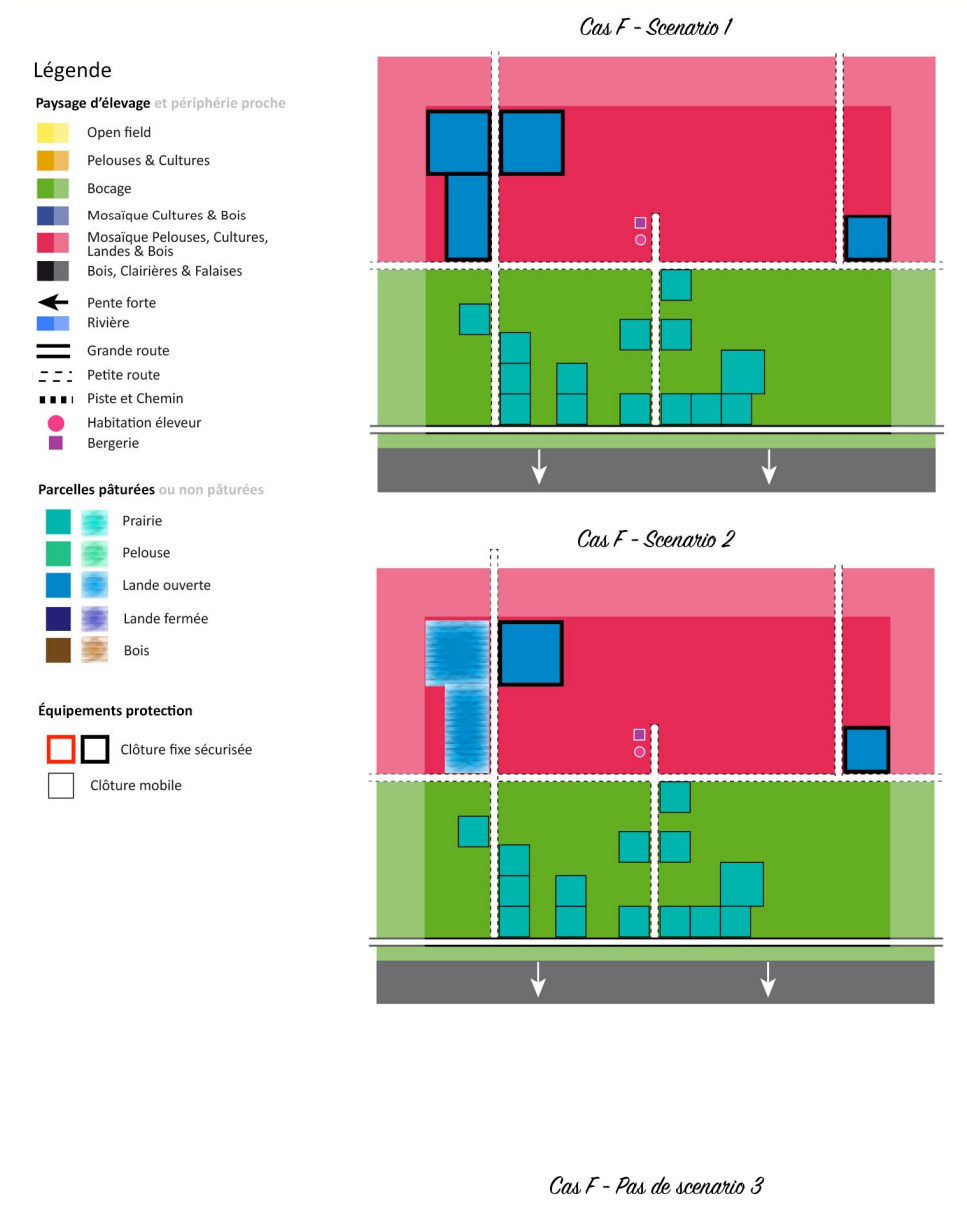 Cas F - Scenario 1
Légende
Paysage d'élevage et périphérie proche
Open field
Pelouses & Cultures
Bocage
Mosaïque Cultures & Bois
Mosaïque Pelouses, Cultures,
Landes & Bois
Bois, Clairières & Falaises
Pente forte
Rivière
Grande route
Petite route
Piste et Chemin
Habitation éleveur
Bergerie
Parcelles pâturées ou non pâturées
Prairie
Pelouse
Lande ouverte
Lande fermée
Bois
Équipements protection
Clôture fixe sécurisée
Clôture mobile
Cas F - Scenario 2
Cas F - Pas de scenario 3